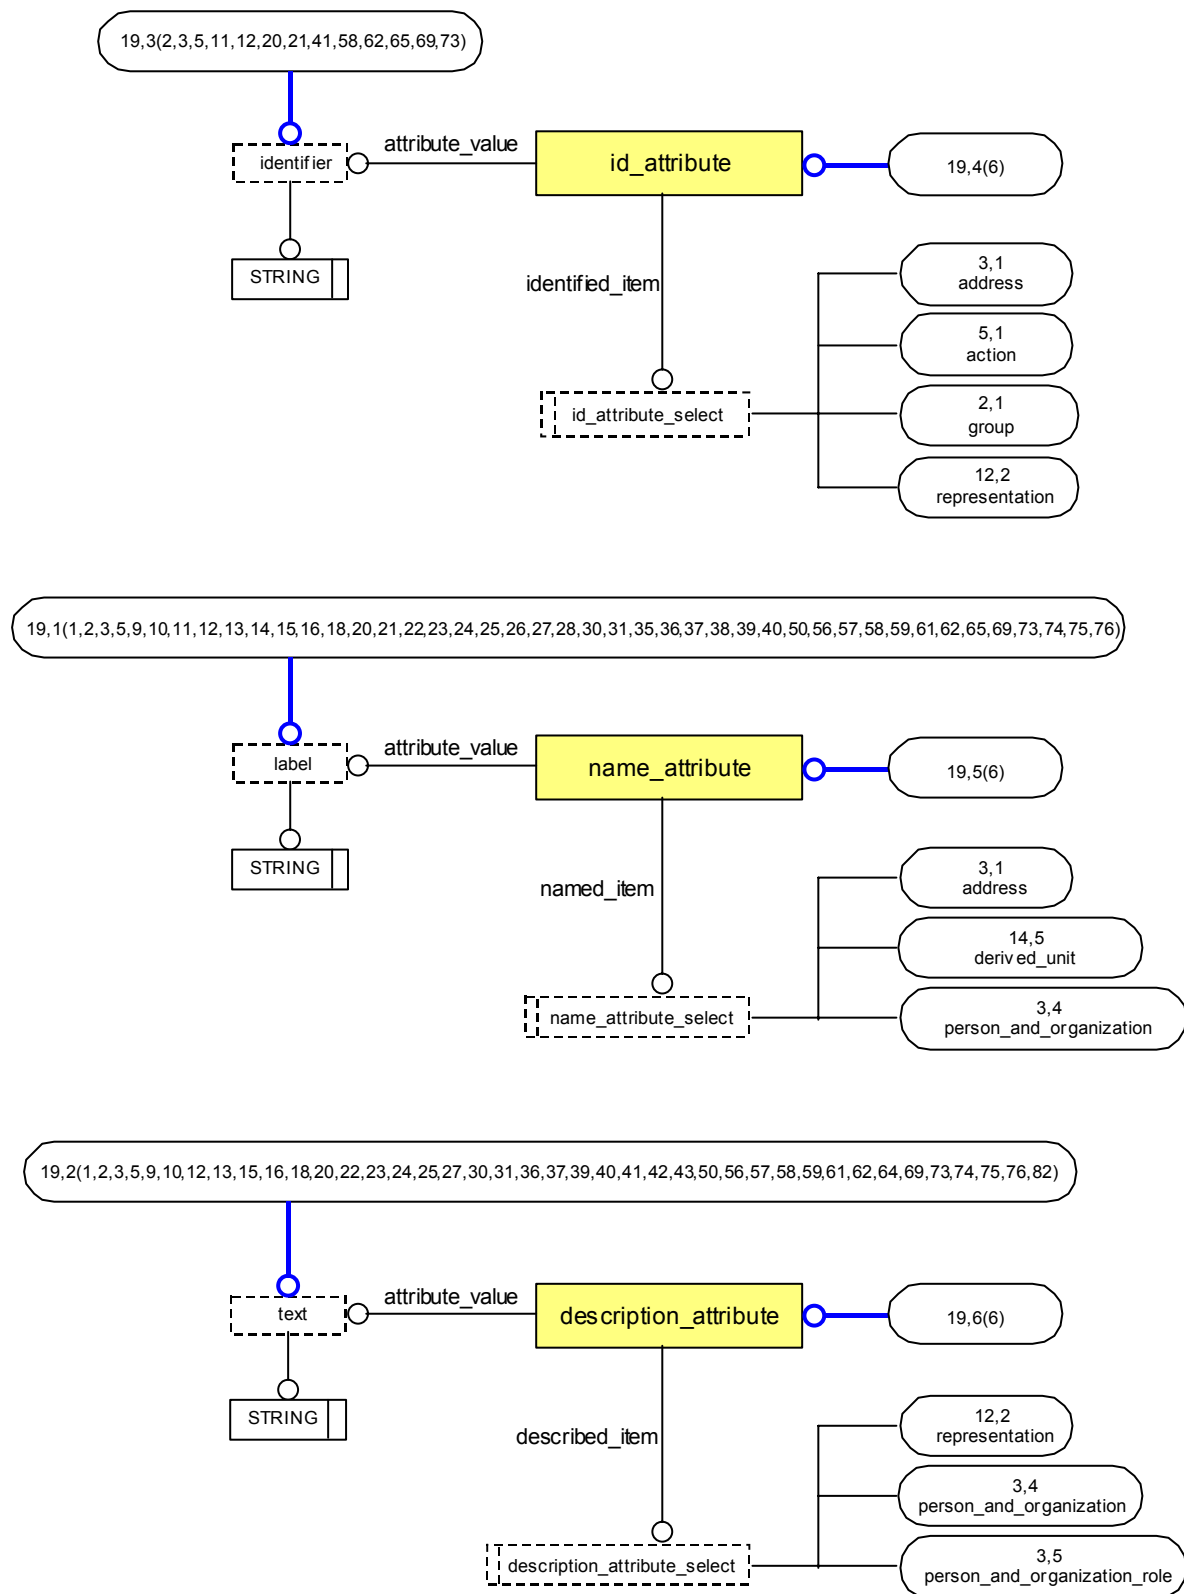 19,3(2,3,5,11,12,20,21,41,58,62,65,69,73)
identifier
attribute_value
id_attribute
19,4(6)
STRING
identified_item
3,1
address
5,1
action
id_attribute_select
2,1
group
12,2
representation
19,1(1,2,3,5,9,10,11,12,13,14,15,16,18,20,21,22,23,24,25,26,27,28,30,31,35,36,37,38,39,40,50,56,57,58,59,61,62,65,69,73,74,75,76)
label
attribute_value
name_attribute
19,5(6)
STRING
named_item
3,1
address
14,5
derived_unit
name_attribute_select
3,4
person_and_organization
19,2(1,2,3,5,9,10,12,13,15,16,18,20,22,23,24,25,27,30,31,36,37,39,40,41,42,43,50,56,57,58,59,61,62,64,69,73,74,75,76,82)
text
attribute_value
description_attribute
19,6(6)
STRING
described_item
12,2
representation
3,4
person_and_organization
description_attribute_select
3,5
person_and_organization_role